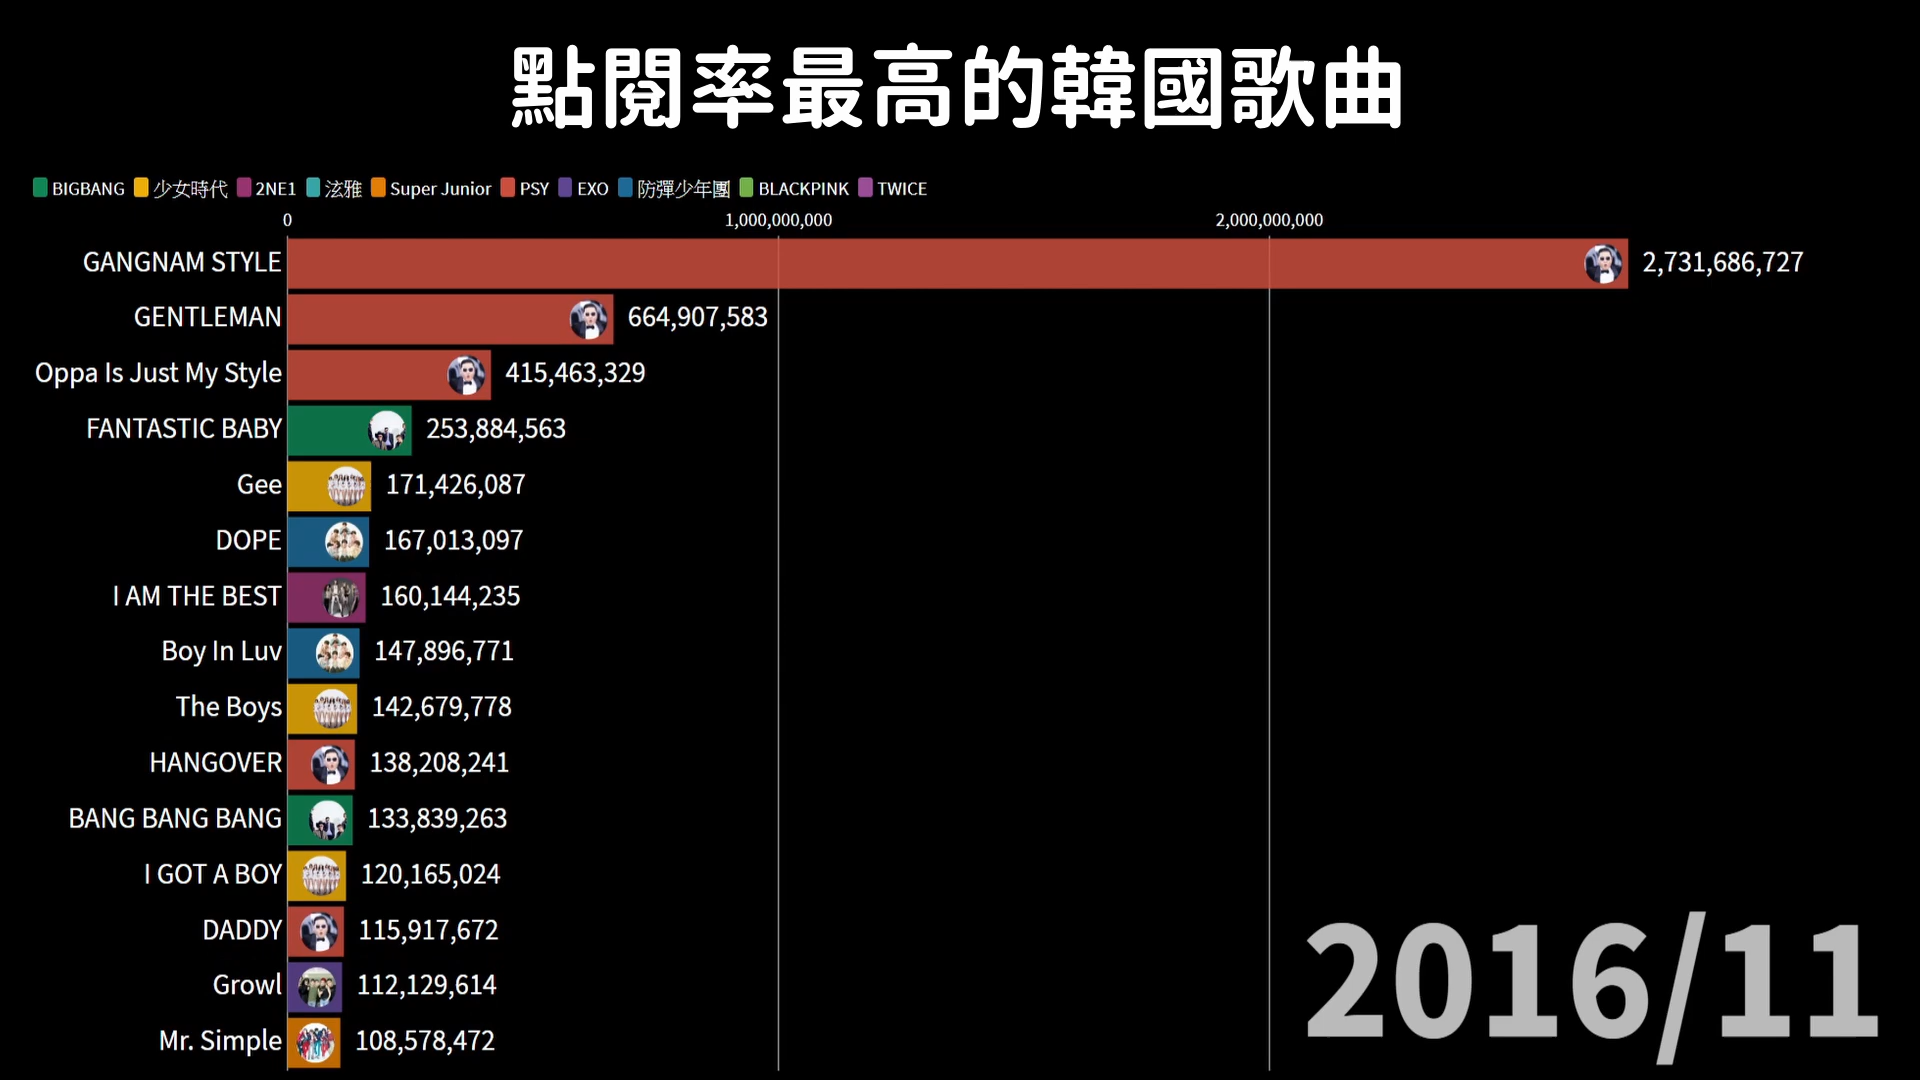 點閱率最高的韓國歌曲
BIGBANG 少女時代 2NE1 泫雅 Super Junior PSY EXO 防彈少年團 BLACKPINK TWICE
0 1,000,000,000 2,000,000,000
GANGNAM STYLE 2,731,686,727
GENTLEMAN 664,907,583
Oppa Is Just My Style 415,463,329
FANTASTIC BABY 253,884,563
Gee 171,426,087
DOPE 167,013,097
I AM THE BEST 160,144,235
Boy In Luv 147,896,771
The Boys 142,679,778
HANGOVER 138,208,241
BANG BANG BANG 133,839,263
I GOT A BOY 120,165,024
DADDY 115,917,672
Growl 112,129,614
Mr. Simple 108,578,472
2016/11